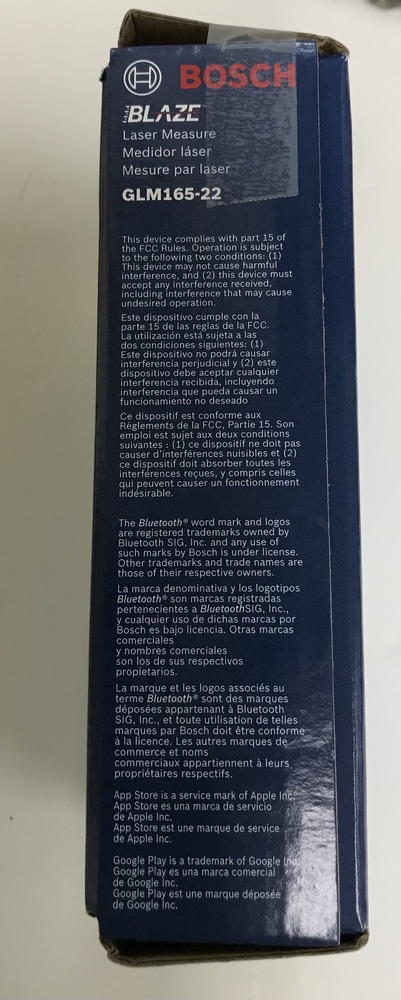 BOSCH
BLAZE™
Laser Measure
Medidor láser
Mesure par laser
GLM165-22
This device complies with part 15 of
the FCC Rules. Operation is subject
to the following two conditions: (1)
This device may not cause harmful
interference, and (2) this device must
accept any interference received,
including interference that may cause
undesired operation.
Este dispositivo cumple con la
parte 15 de las reglas de la FCC.
La utilización está sujeta a las
dos condiciones siguientes: (1)
Este dispositivo no podrá causar
interferencia perjudicial y (2) este
dispositivo debe aceptar cualquier
interferencia recibida, incluyendo
interferencia que pueda causar un
funcionamiento no deseado
Ce dispositif est conforme aux
Règlements de la FCC, Partie 15. Son
emploi est sujet aux deux conditions
suivantes : (1) ce dispositif ne doit pas
causer d'interférences nuisibles et (2)
ce dispositif doit absorber toutes les
interférences reçues, y compris celles
qui peuvent causer un fonctionnement
indésirable.
The Bluetooth® word mark and logos
are registered trademarks owned by
Bluetooth SIG, Inc. and any use of
such marks by Bosch is under license.
Other trademarks and trade names are
those of their respective owners.
La marca denominativa y los logotipos
Bluetooth® son marcas registradas
pertenecientes a BluetoothSIG, Inc.,
y cualquier uso de dichas marcas por
Bosch es bajo licencia. Otras marcas
comerciales
y nombres comerciales
son los de sus respectivos
propietarios.
La marque et les logos associés au
terme Bluetooth® sont des marques
déposées appartenant à Bluetooth
SIG, Inc., et toute utilisation de telles
marques par Bosch doit être conforme
à la licence. Les autres marques de
commerce et noms
commerciaux appartiennent à leurs
propriétaires respectifs.
App Store is a service mark of Apple Inc.
App Store es una marca de servicio
de Apple Inc.
App Store est une marque de service
de Apple Inc.
Google Play is a trademark of Google Inc.
Google Play es una marca comercial
de Google Inc.
Google Play est une marque déposée
de Google Inc.